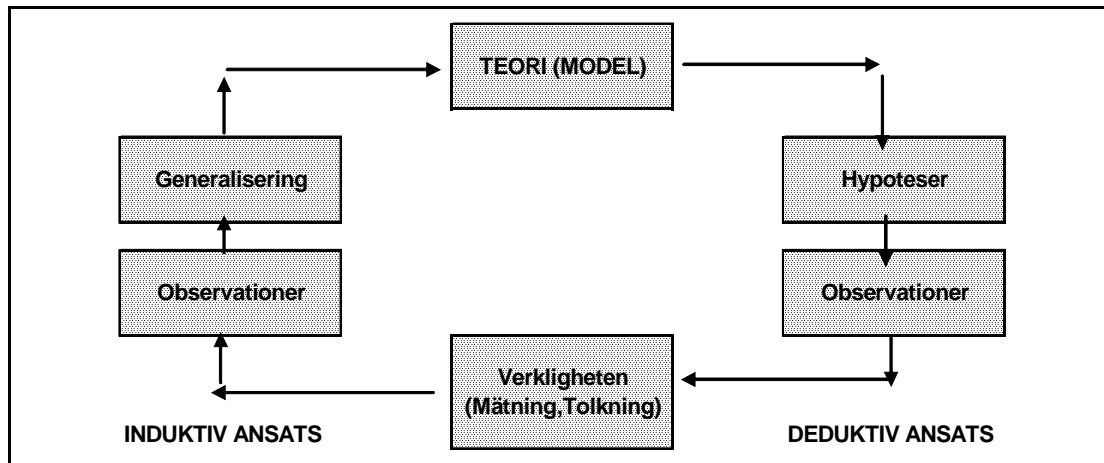 TEORI (MODEL)
Generalisering
Hypoteser
Observationer
Observationer
Verkligheten
(Mätning,Tolkning)
INDUKTIV ANSATS
DEDUKTIV ANSATS